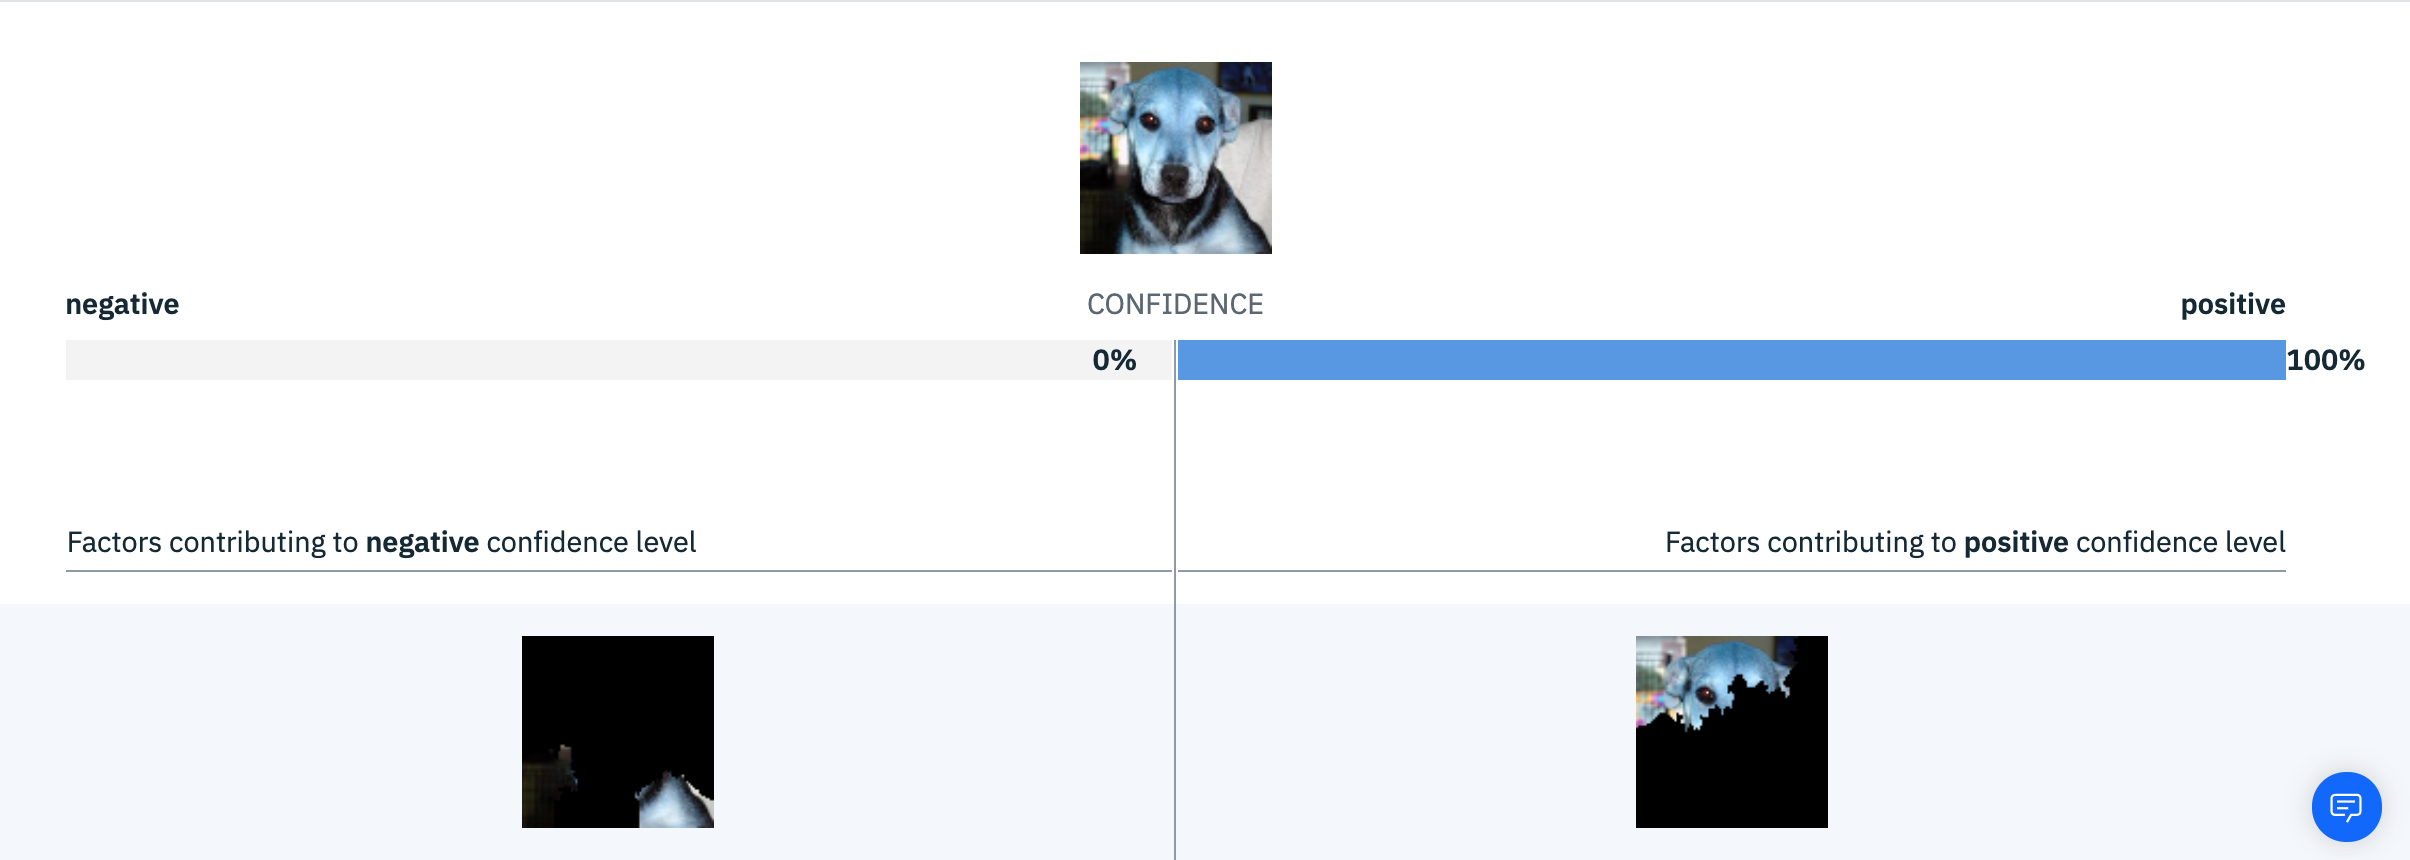 negative CONFIDENCE positive
0% 100%
Factors contributing to negative confidence level
Factors contributing to positive confidence level